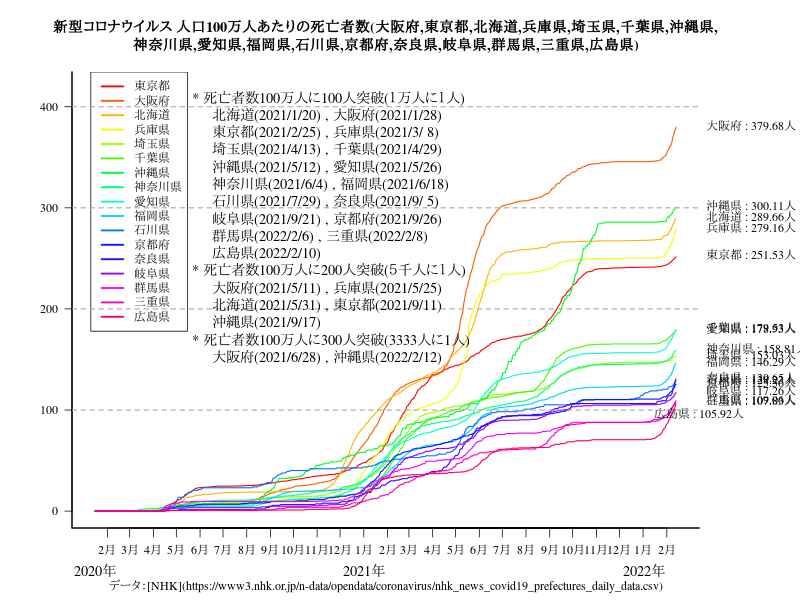 新型コロナウイルス 人口100万人あたりの死亡者数(大阪府,東京都,北海道,兵庫県,埼玉県,千葉県,沖縄県,
神奈川県,愛知県,福岡県,石川県,京都府,奈良県,岐阜県,群馬県,三重県,広島県)
東京都
大阪府
北海道
兵庫県
埼玉県
千葉県
沖縄県
神奈川県
愛知県
福岡県
石川県
京都府
奈良県
岐阜県
群馬県
三重県
広島県
* 死亡者数100万人に100人突破(1万人に1人)
北海道(2021/1/20) , 大阪府(2021/1/28)
東京都(2021/2/25) , 兵庫県(2021/3/ 8)
埼玉県(2021/4/13) , 千葉県(2021/4/29)
沖縄県(2021/5/12) , 愛知県(2021/5/26)
神奈川県(2021/6/4) , 福岡県(2021/6/18)
石川県(2021/7/29) , 奈良県(2021/9/ 5)
岐阜県(2021/9/21) , 京都府(2021/9/26)
群馬県(2022/2/6) , 三重県(2022/2/8)
広島県(2022/2/10)
* 死亡者数100万人に200人突破(5千人に1人)
大阪府(2021/5/11) , 兵庫県(2021/5/25)
北海道(2021/5/31) , 東京都(2021/9/11)
沖縄県(2021/9/17)
* 死亡者数100万人に300人突破(3333人に1人)
大阪府(2021/6/28) , 沖縄県(2022/2/12)
400
300
200
100
0
大阪府 : 379.68人
沖縄県 : 300.11人
北海道 : 289.66人
兵庫県 : 279.16人
東京都 : 251.53人
神奈川県 : 158.81人
埼玉県 : 153.03人
福岡県 : 146.29人
岐阜県 : 117.26人
広島県 : 105.92人
2月 3月 4月 5月 6月 7月 8月 9月 10月 11月 12月 1月 2月 3月 4月 5月 6月 7月 8月 9月 10月 11月 12月 1月 2月
2020年 2021年 2022年
データ:[NHK](https://www3.nhk.or.jp/n-data/opendata/coronavirus/nhk_news_covid19_prefectures_daily_data.csv)